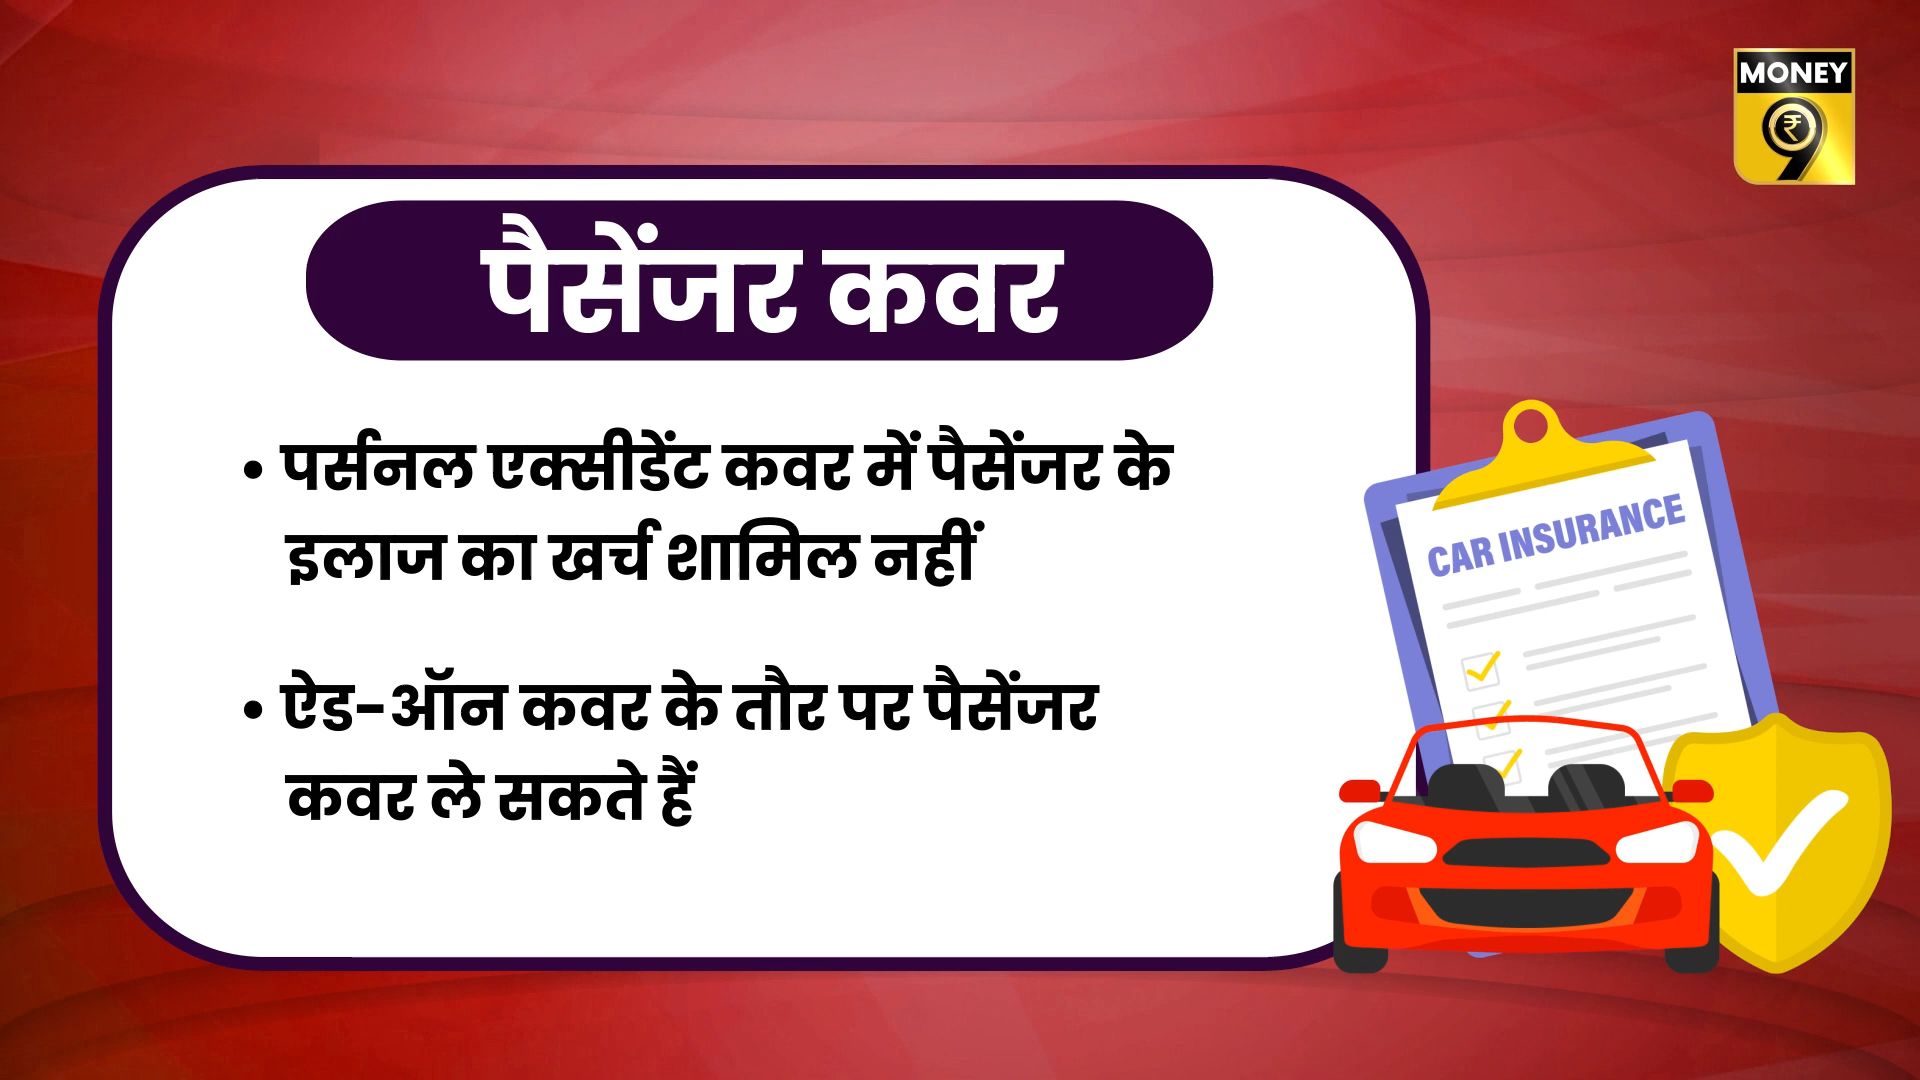 MONEY
9
पैसेंजर कवर
• पर्सनल एक्सीडेंट कवर में पैसेंजर के
इलाज का खर्च शामिल नहीं
• ऐड-ऑन कवर के तौर पर पैसेंजर
कवर ले सकते हैं
CAR INSURANCE